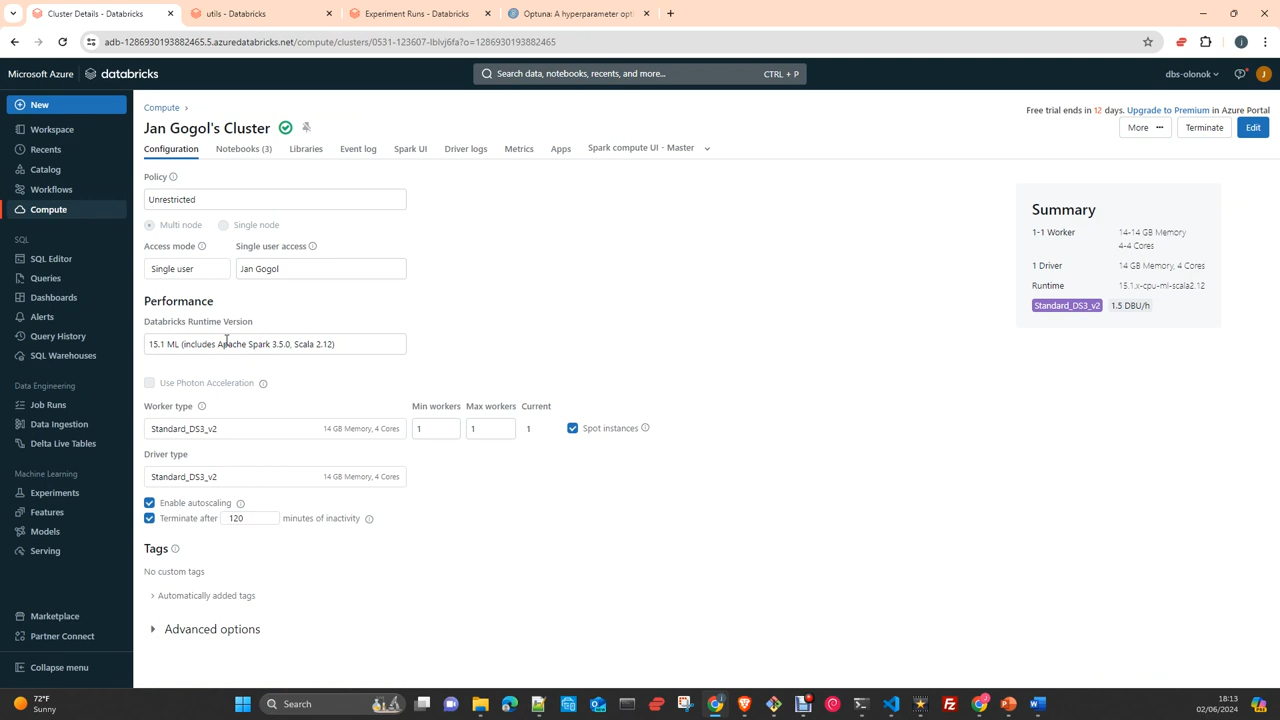 Cluster Details - Databricks
utils - Databricks
Experiment Runs - Databricks
Optuna: A hyperparameter opti
adb-1286930193882465.5.azuredatabricks.net/compute/clusters/0531-123607-lblvj6fa?o=1286930193882465
Microsoft Azure databricks
Search data, notebooks, recents, and more... CTRL + P
dbs-olonok
J
New
Workspace
Recents
Catalog
Workflows
Compute
SQL
SQL Editor
Queries
Dashboards
Alerts
Query History
SQL Warehouses
Data Engineering
Job Runs
Data Ingestion
Delta Live Tables
Machine Learning
Experiments
Features
Models
Serving
Marketplace
Partner Connect
Collapse menu
Compute
Free trial ends in 12 days. Upgrade to Premium in Azure Portal
Jan Gogol's Cluster
More Terminate Edit
Configuration Notebooks (3) Libraries Event log Spark UI Driver logs Metrics Apps Spark compute UI - Master
Policy
Unrestricted
Multi node Single node
Access mode Single user access
Single user Jan Gogol
Performance
Databricks Runtime Version
15.1 ML (includes Apache Spark 3.5.0, Scala 2.12)
Use Photon Acceleration
Worker type Min workers Max workers Current
Standard_DS3_v2 14 GB Memory, 4 Cores 1 1 1 Spot instances
Driver type
Standard_DS3_v2 14 GB Memory, 4 Cores
Enable autoscaling
Terminate after 120 minutes of inactivity
Tags
No custom tags
Automatically added tags
Advanced options
Summary
1-1 Worker 14-14 GB Memory
4-4 Cores
1 Driver 14 GB Memory, 4 Cores
Runtime 15.1.x-cpu-ml-scala2.12
Standard_DS3_v2 1.5 DBU/h
72°F
Sunny
Search
18:13
02/06/2024